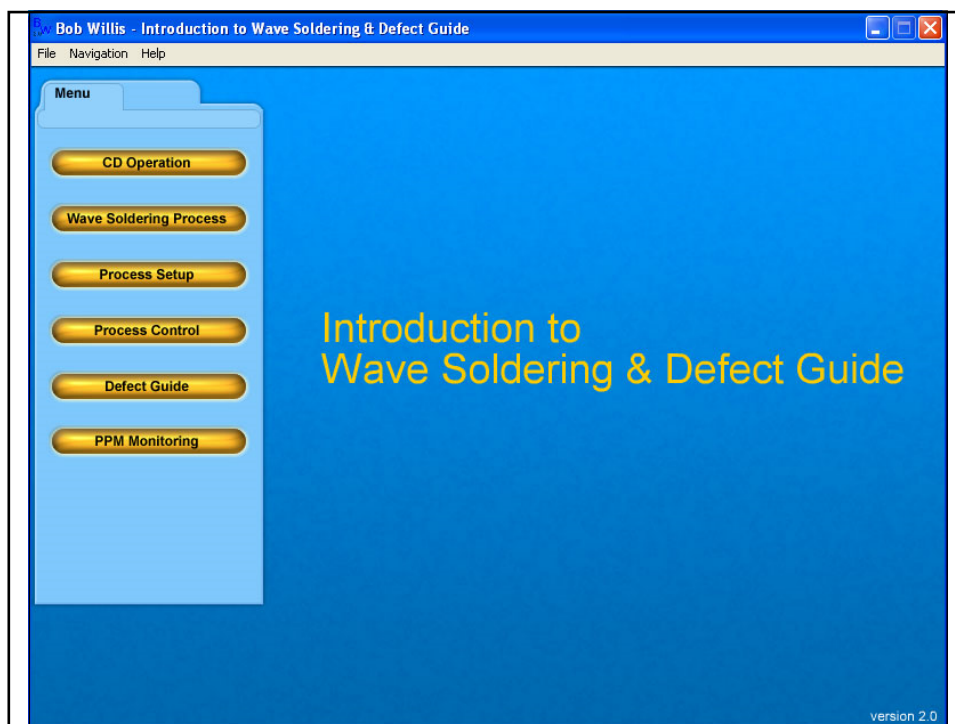 Bob Willis - Introduction to Wave Soldering & Defect Guide
File Navigation Help
Menu
CD Operation
Wave Soldering Process
Process Setup
Process Control
Defect Guide
PPM Monitoring
Introduction to
Wave Soldering & Defect Guide
version 2.0